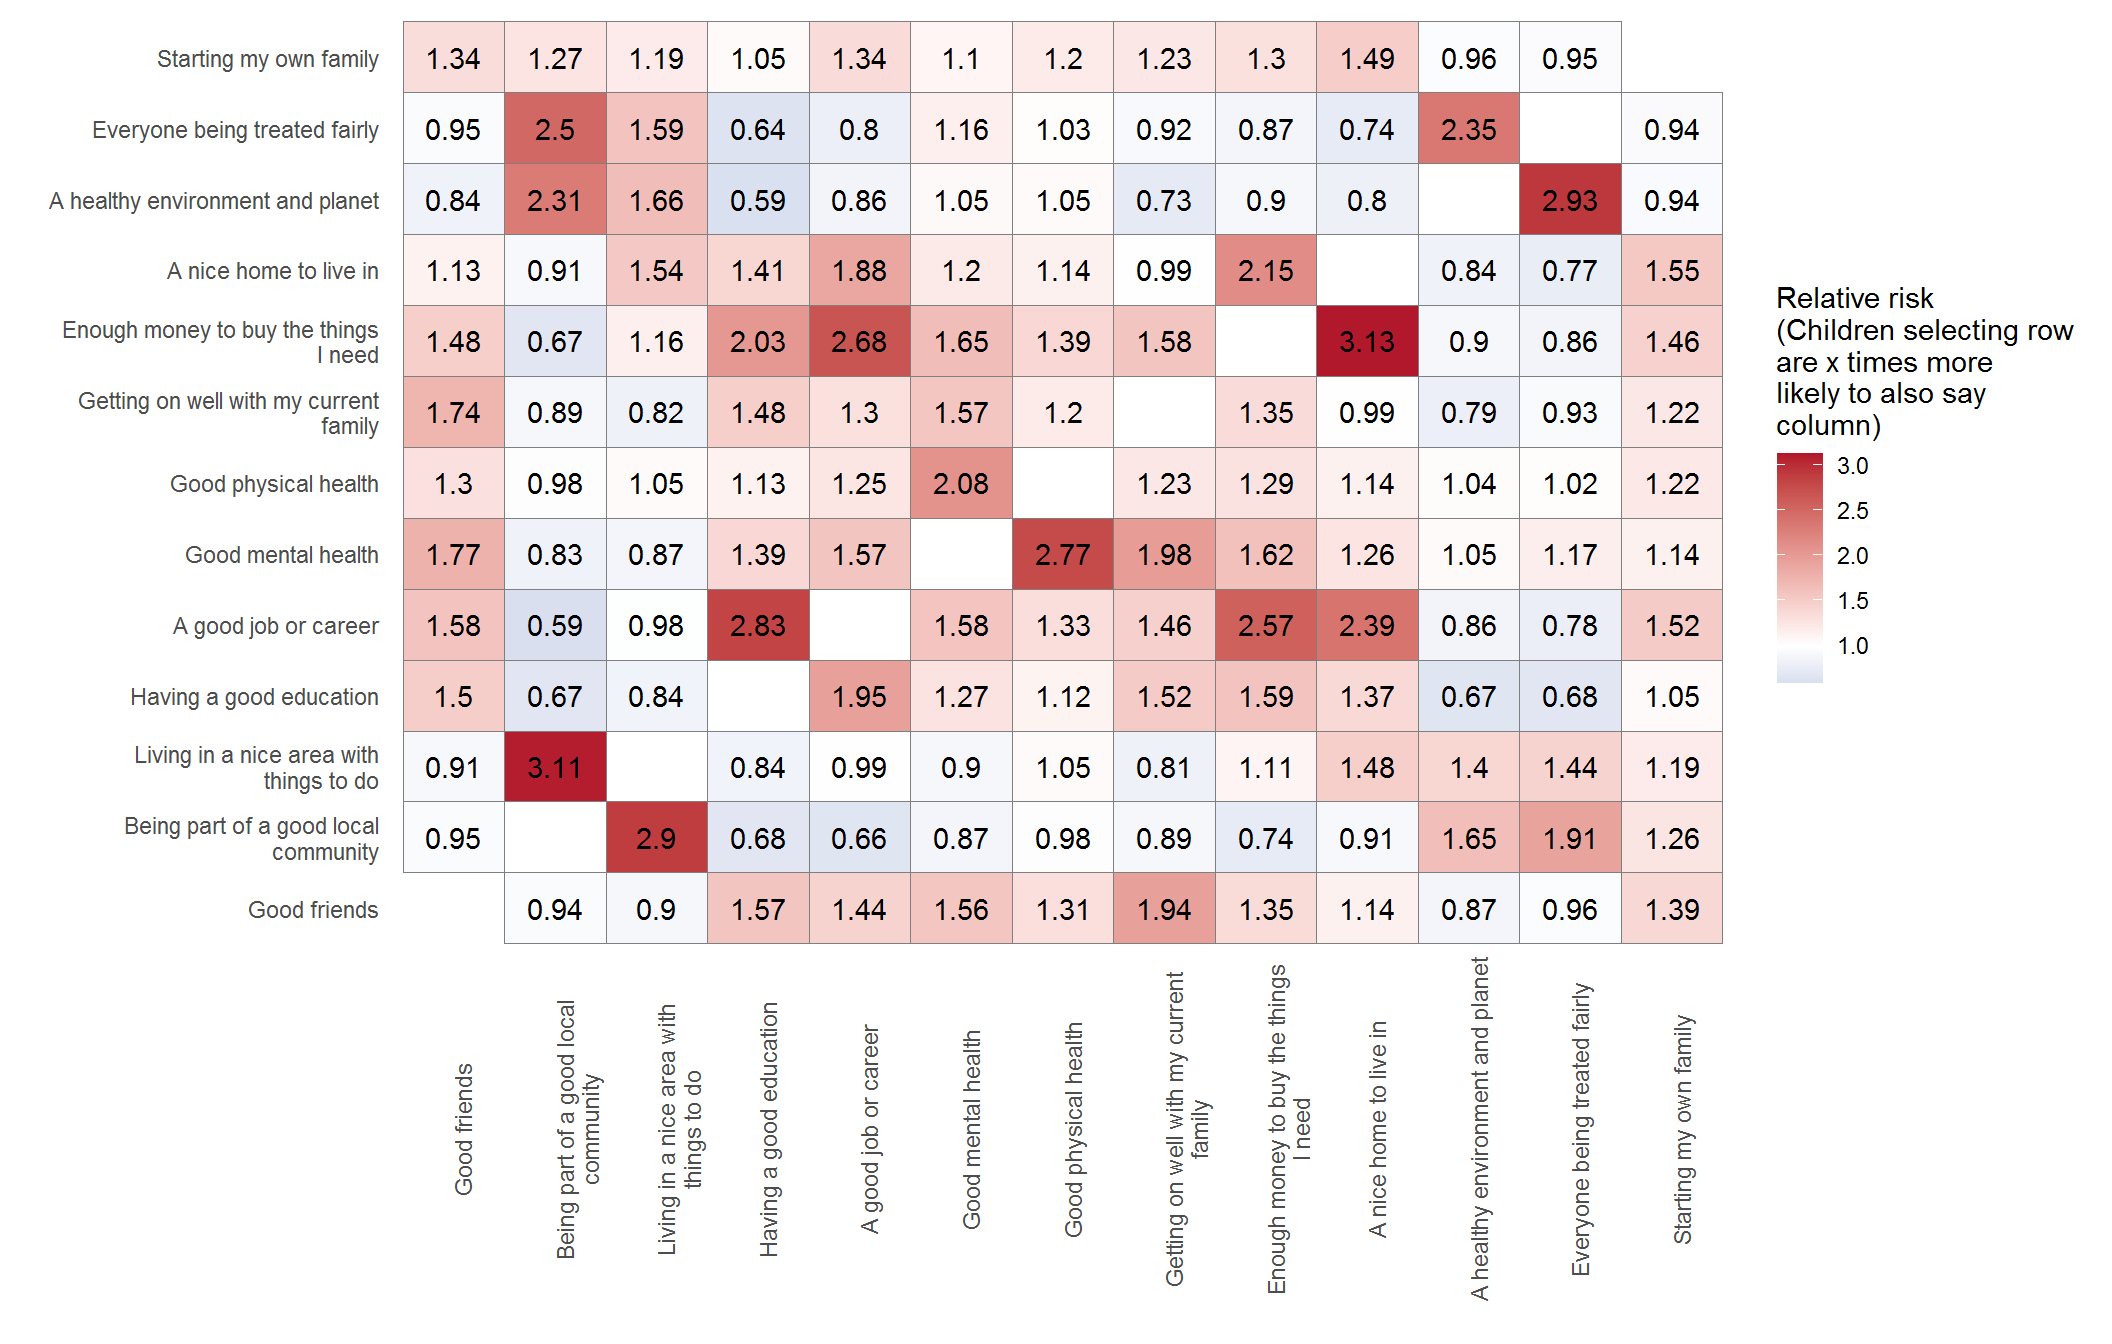 Starting my own family 1.34 1.27 1.19 1.05 1.34 1.1 1.2 1.23 1.3 1.49 0.96 0.95
Everyone being treated fairly 0.95 2.5 1.59 0.64 0.8 1.16 1.03 0.92 0.87 0.74 2.35 0.94
A healthy environment and planet 0.84 2.31 1.66 0.59 0.86 1.05 1.05 0.73 0.9 0.8 2.93 0.94
A nice home to live in 1.13 0.91 1.54 1.41 1.88 1.2 1.14 0.99 2.15 0.84 0.77 1.55
Enough money to buy the things
I need 1.48 0.67 1.16 2.03 2.68 1.65 1.39 1.58 3.13 0.9 0.86 1.46
Getting on well with my current
family 1.74 0.89 0.82 1.48 1.3 1.57 1.2 1.35 0.99 0.79 0.93 1.22
Good physical health 1.3 0.98 1.05 1.13 1.25 2.08 1.23 1.29 1.14 1.04 1.02 1.22
Good mental health 1.77 0.83 0.87 1.39 1.57 2.77 1.98 1.62 1.26 1.05 1.17 1.14
A good job or career 1.58 0.59 0.98 2.83 1.58 1.33 1.46 2.57 2.39 0.86 0.78 1.52
Having a good education 1.5 0.67 0.84 1.95 1.27 1.12 1.52 1.59 1.37 0.67 0.68 1.05
Living in a nice area with
things to do 0.91 3.11 0.84 0.99 0.9 1.05 0.81 1.11 1.48 1.4 1.44 1.19
Being part of a good local
community 0.95 2.9 0.68 0.66 0.87 0.98 0.89 0.74 0.91 1.65 1.91 1.26
Good friends 0.94 0.9 1.57 1.44 1.56 1.31 1.94 1.35 1.14 0.87 0.96 1.39
Good friends
Being part of a good local
community
Living in a nice area with
things to do
Having a good education
A good job or career
Good mental health
Good physical health
Getting on well with my current
family
Enough money to buy the things
I need
A nice home to live in
A healthy environment and planet
Everyone being treated fairly
Starting my own family
Relative risk
(Children selecting row
are x times more
likely to also say
column)
3.0
2.5
2.0
1.5
1.0